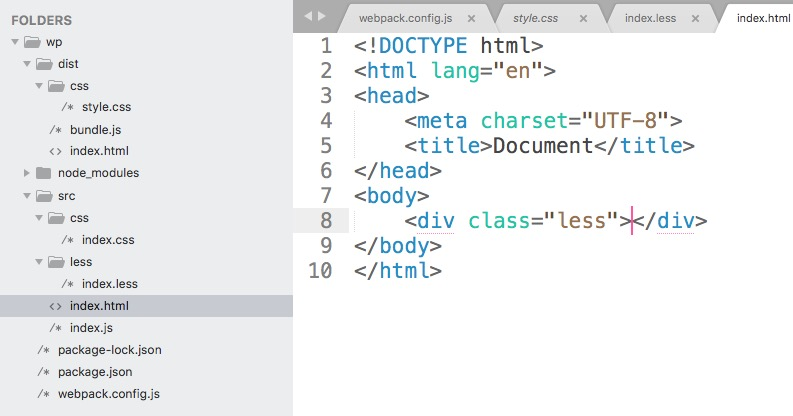 FOLDERS
wp
dist
css
/* style.css
/* bundle.js
<> index.html
node_modules
src
css
/* index.css
less
/* index.less
<> index.html
/* index.js
/* package-lock.json
/* package.json
/* webpack.config.js
webpack.config.js × style.css × index.less × index.html
1 <!DOCTYPE html>
2 <html lang="en">
3 <head>
4 <meta charset="UTF-8">
5 <title>Document</title>
6 </head>
7 <body>
8 <div class="less"></div>
9 </body>
10 </html>